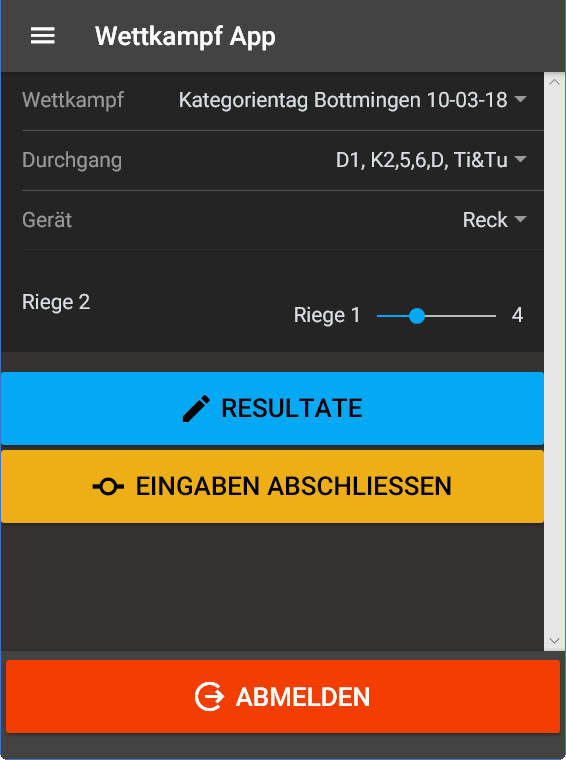 Wettkampf App
Wettkampf Kategorientag Bottmingen 10-03-18
Durchgang D1, K2,5,6,D, Ti&Tu
Gerät Reck
Riege 2 Riege 1 4
RESULTATE
EINGABEN ABSCHLIESSEN
ABMELDEN